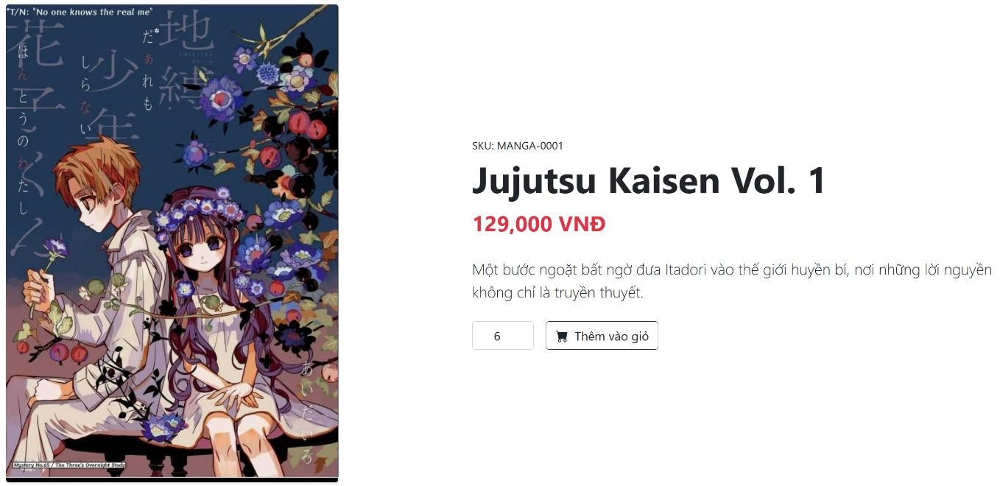 *T/N: "No one knows the real me"
地縛
少年
花子くん
だぁれも*
しらない
ほんとうのわたし
あいだいろ
Mystery No.65 / The Three's Overnight Study
SKU: MANGA-0001
Jujutsu Kaisen Vol. 1
129,000 VNĐ
Một bước ngoặt bất ngờ đưa Itadori vào thế giới huyền bí, nơi những lời nguyền
không chỉ là truyền thuyết.
6
Thêm vào giỏ